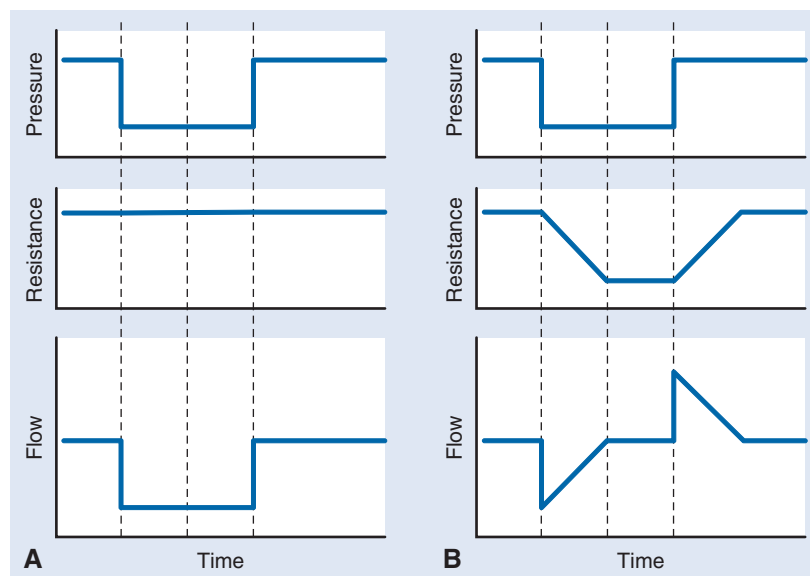 Pressure
Resistance
Flow
A
Time
Pressure
Resistance
Flow
B
Time